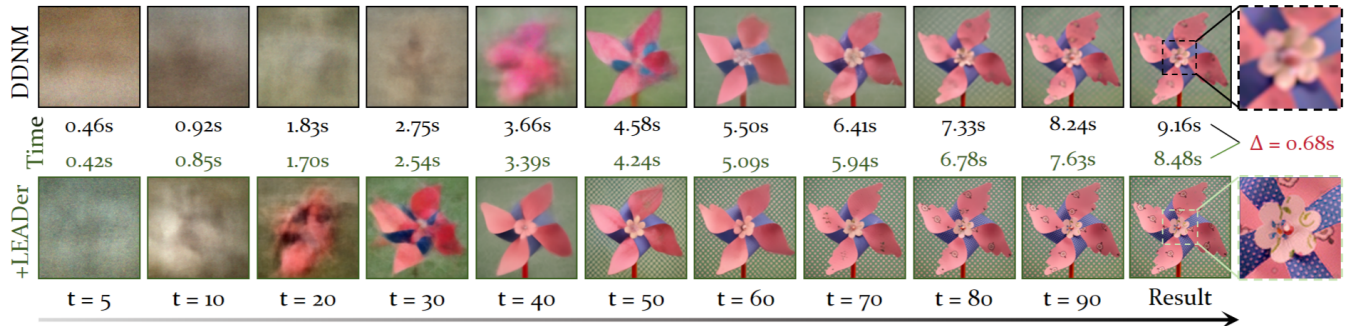 DDNM
0.46s 0.92s 1.83s 2.75s 3.66s 4.58s 5.50s 6.41s 7.33s 8.24s 9.16s
Time
Δ = 0.68s
0.42s 0.85s 1.70s 2.54s 3.39s 4.24s 5.09s 5.94s 6.78s 7.63s 8.48s
+LEADer
t = 5 t = 10 t = 20 t = 30 t = 40 t = 50 t = 60 t = 70 t = 80 t = 90 Result